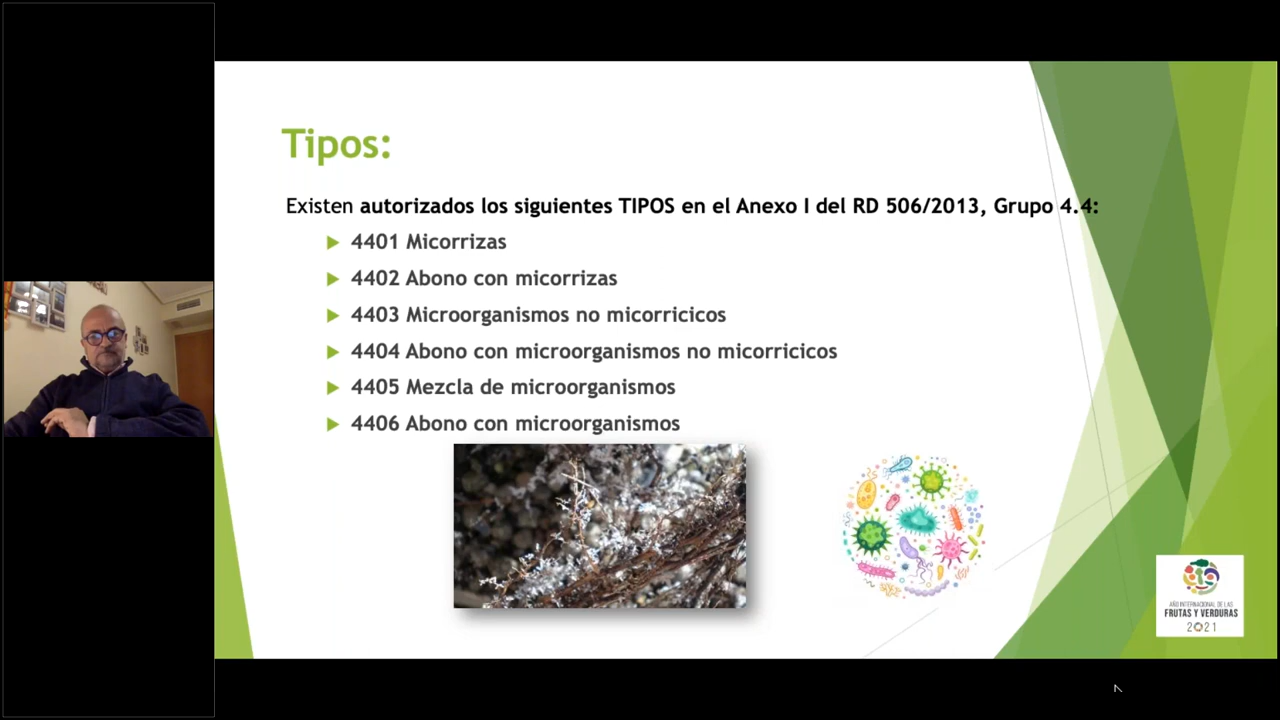 Tipos:
Existen autorizados los siguientes TIPOS en el Anexo I del RD 506/2013, Grupo 4.4:
4401 Micorrizas
4402 Abono con micorrizas
4403 Microorganismos no micorricicos
4404 Abono con microorganismos no micorricicos
4405 Mezcla de microorganismos
4406 Abono con microorganismos
AÑO INTERNACIONAL DE LAS
FRUTAS Y VERDURAS
2021